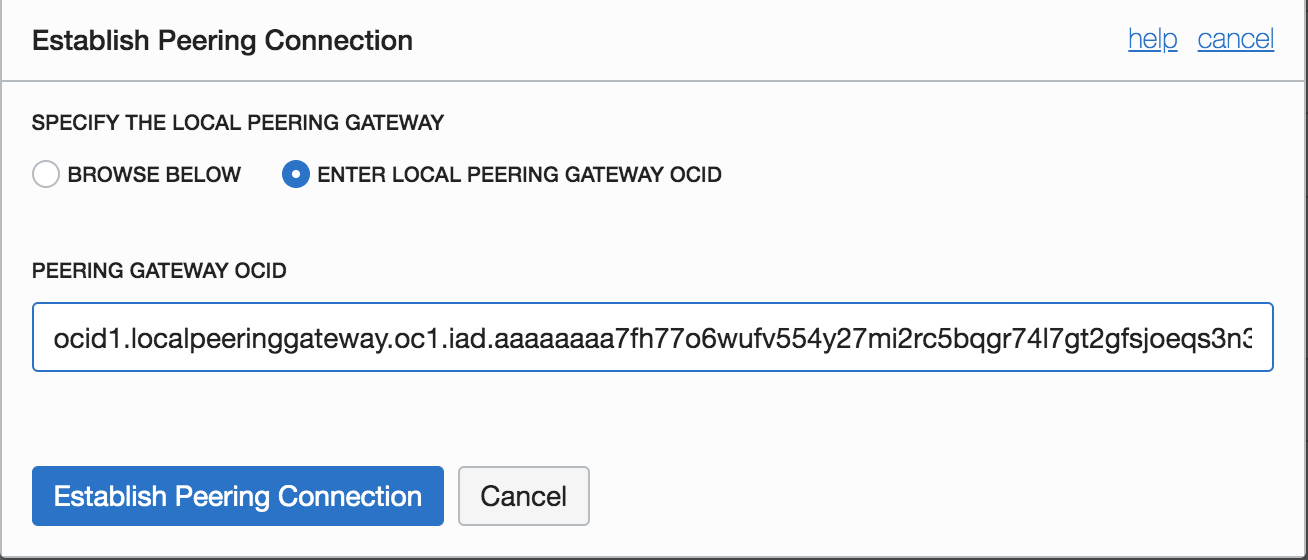 Establish Peering Connection help cancel
SPECIFY THE LOCAL PEERING GATEWAY
BROWSE BELOW ENTER LOCAL PEERING GATEWAY OCID
PEERING GATEWAY OCID
ocid1.localpeeringgateway.oc1.iad.aaaaaaaa7fh77o6wufv554y27mi2rc5bqgr74l7gt2gfsjoeqs3n3
Establish Peering Connection Cancel